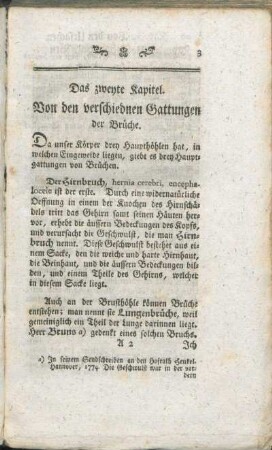 3
Das zweyte Kapitel.
Von den verschiednen Gattungen
der Brüche.
Da unser Körper drey Haupthöhlen hat, in
welchen Eingeweide liegen, giebt es drey Haupt-
gattungen von Brüchen.
Der Hirnbruch, hernia cerebri, encepha-
locele ist der erste. Durch eine widernatürliche
Oeffnung in einem der Knochen des Hirnschä-
dels tritt das Gehirn samt seinen Häuten her-
vor, erhebt die äussern Bedeckungen des Kopfs,
und verursacht die Geschwulst, die man Hirn-
bruch nennt. Diese Geschwulst bestehet aus ei-
nem Sacke, den die weiche und harte Hirnhaut,
die Beinhaut, und die äussern Bedeckungen bil-
den, und einem Theile des Gehirns, welcher
in diesem Sacke liegt.
Auch an der Brusthöhle können Brüche
entstehen; man nennt sie Lungenbrüche, weil
gemeiniglich ein Theil der Lunge darinnen liegt.
Herr Bruns a) gedenkt eines solchen Bruchs.
A 2 Ich
a) In seinem Sendschreiben an den Hofrath Henkel.
Hannover, 1774. Die Geschwulst war in der vor-
dern